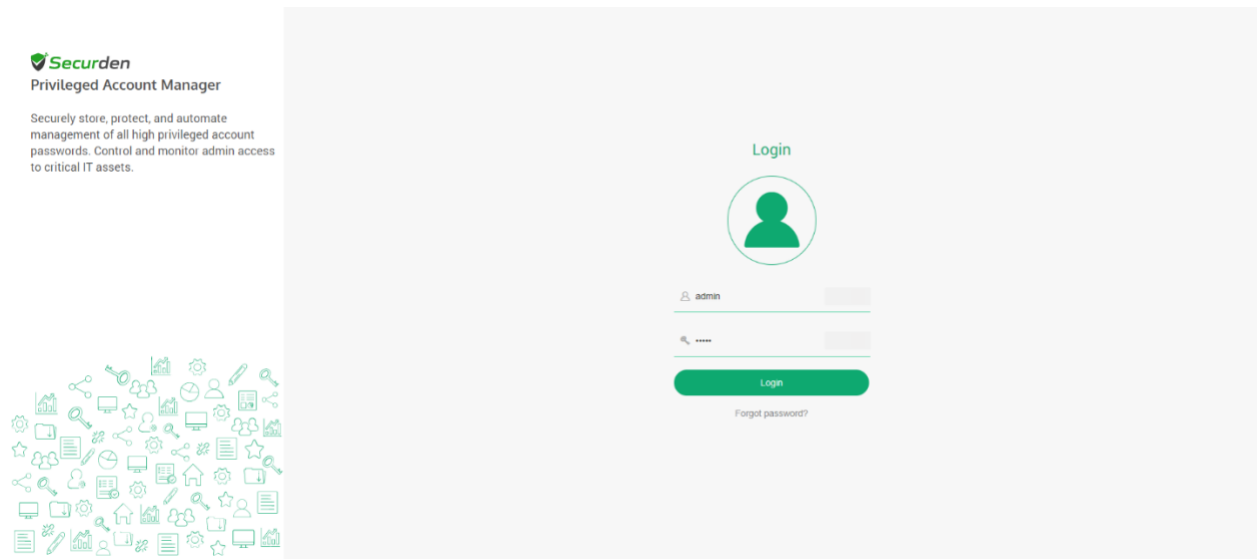 Securden
Privileged Account Manager
Securely store, protect, and automate
management of all high privileged account
passwords. Control and monitor admin access
to critical IT assets.
Login
admin
•••••
Login
Forgot password?